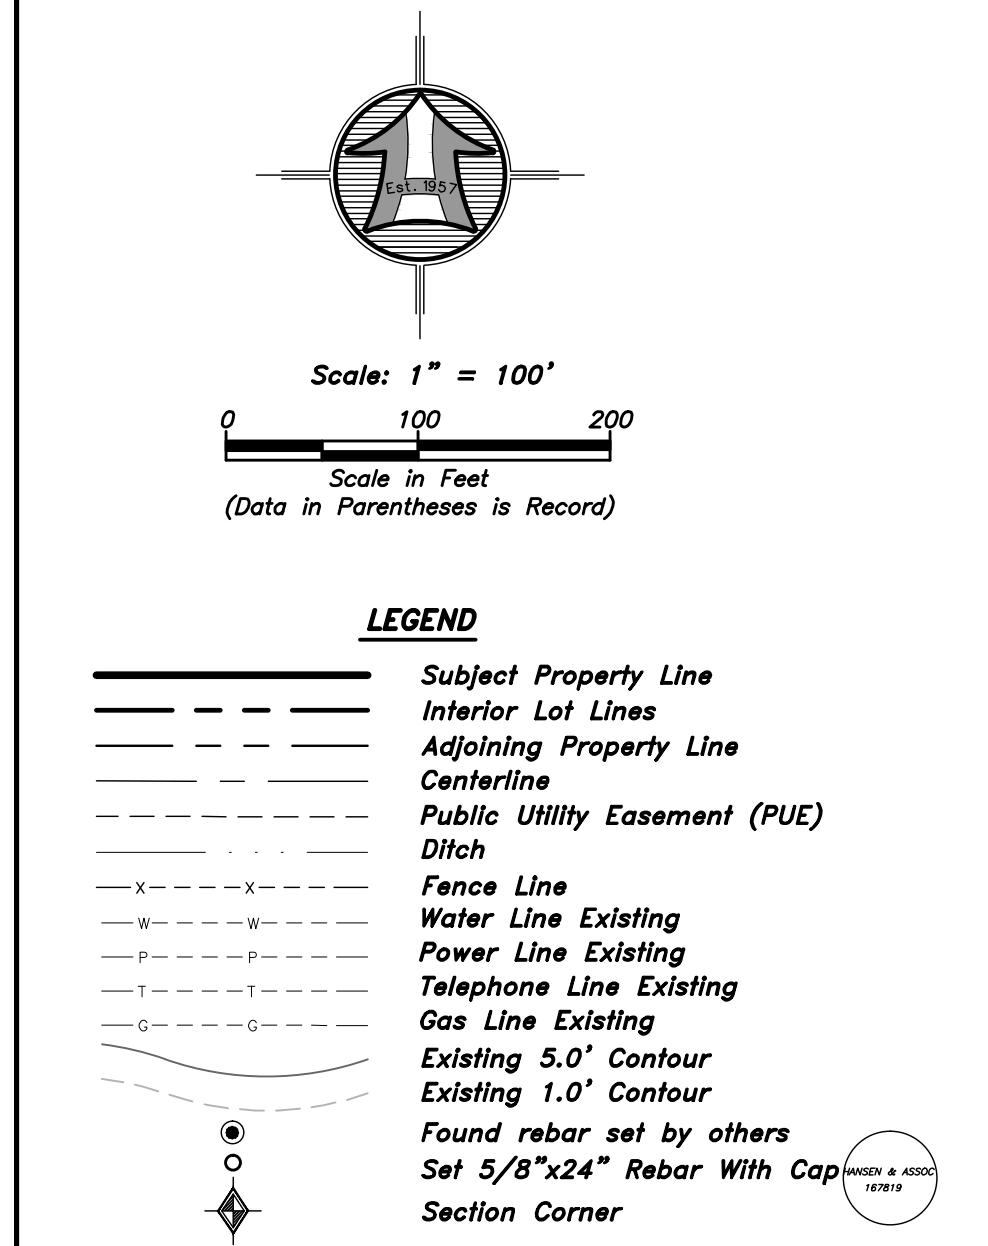 Est. 1957
Scale: 1" = 100'
0 100 200
Scale in Feet
(Data in Parentheses is Record)
LEGEND
Subject Property Line
Interior Lot Lines
Adjoining Property Line
Centerline
Public Utility Easement (PUE)
Ditch
X X Fence Line
W W Water Line Existing
P P Power Line Existing
T T Telephone Line Existing
G G Gas Line Existing
Existing 5.0' Contour
Existing 1.0' Contour
Found rebar set by others
Set 5/8"x24" Rebar With Cap
HANSEN & ASSOC
167819
Section Corner